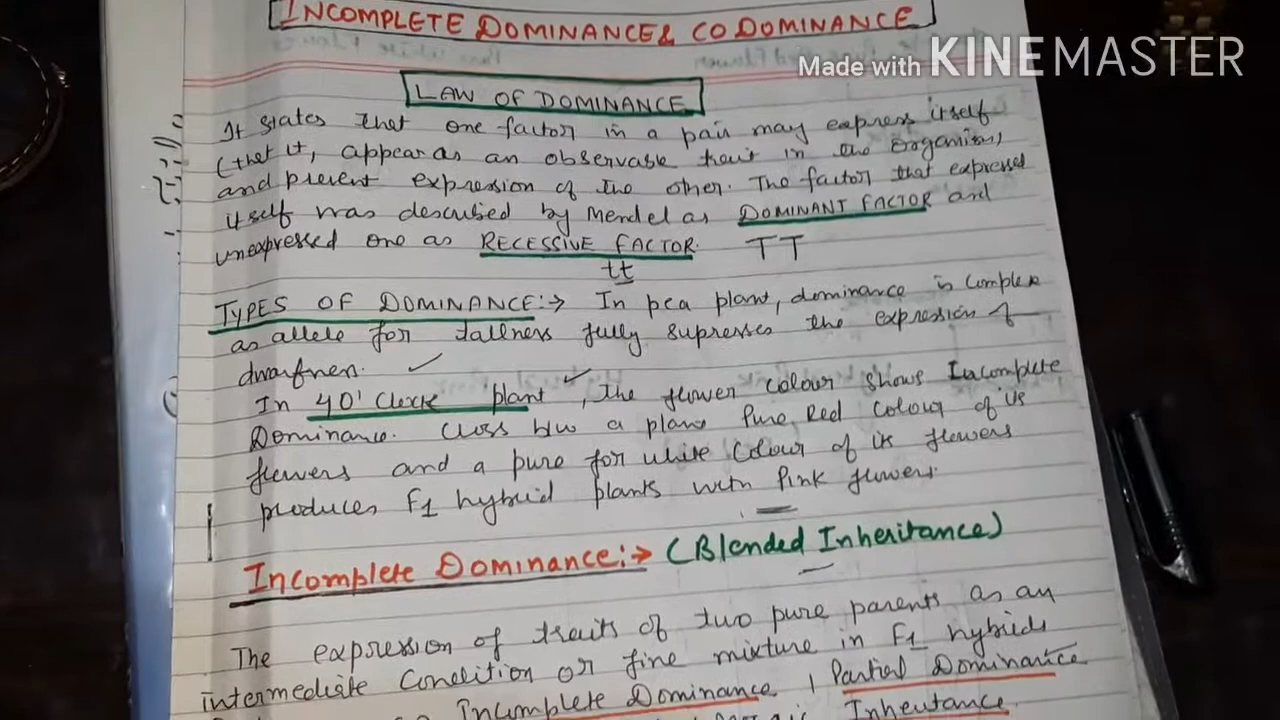 INCOMPLETE DOMINANCE & CO DOMINANCE
Made with KINEMASTER
LAW OF DOMINANCE
It states that one factor in a pair may express itself
(that it, appear as an observable trait in the organism)
and prevent expression of the other. The factor that expressed
itself was described by Mendel as DOMINANT FACTOR and
unexpressed one as RECESSIVE FACTOR. TT
tt
TYPES OF DOMINANCE:→ In pea plant, dominance is complete
as allele for tallness fully supresses the expression of
dwarfness.
In 4O' Clock plant, the flower colour shows Incomplete
Dominance. Cross b/w a plant Pure Red Colour of its
flowers and a pure for white Colour of its flowers
produces F1 hybrid plants with Pink flowers.
Incomplete Dominance:→ (Blended Inheritance)
The expression of traits of two pure parents as an
intermediate Condition or fine mixture in F1 hybrids
Incomplete Dominance, Partial Dominance
Inheritance.